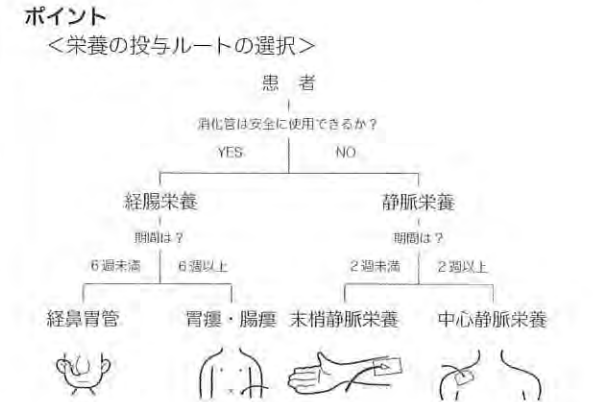 ポイント
＜栄養の投与ルートの選択＞
患　者
消化管は安全に使用できるか？
YES　NO
経腸栄養　静脈栄養
期間は？　期間は？
6週未満　6週以上　2週未満　2週以上
経鼻胃管　胃瘻・腸瘻　末梢静脈栄養　中心静脈栄養